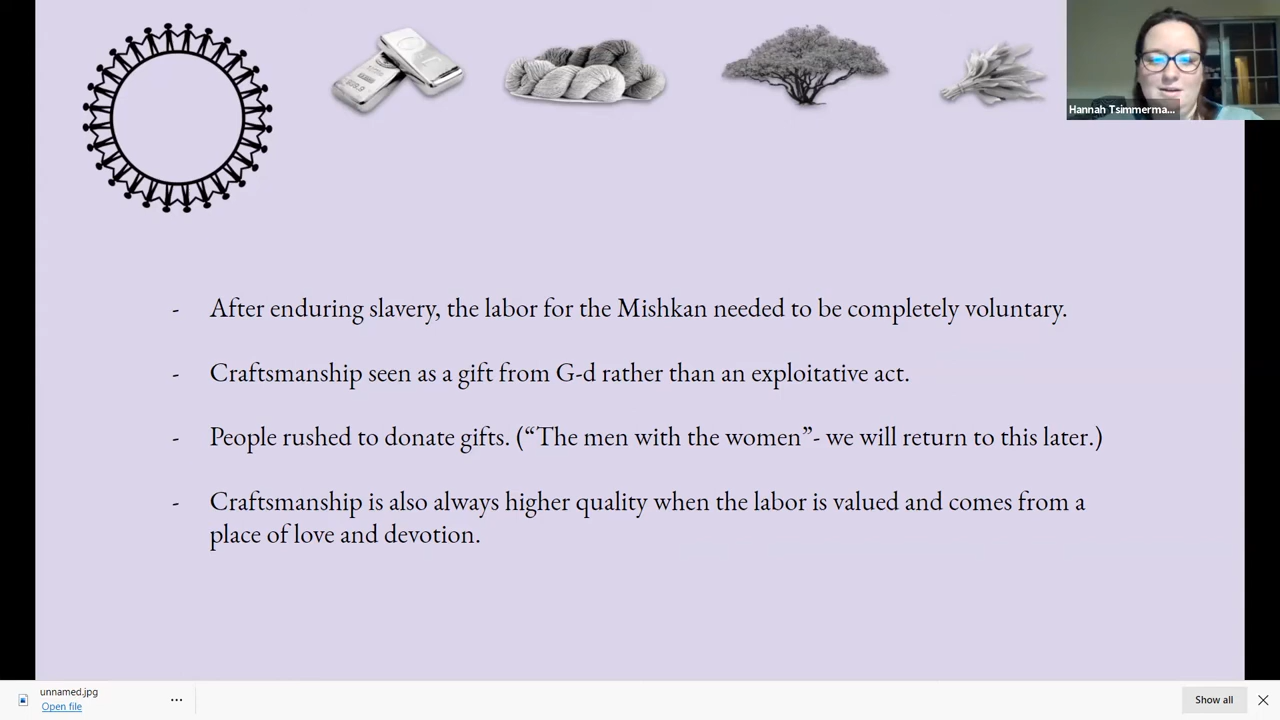 Hannah Tsimmerma...
- After enduring slavery, the labor for the Mishkan needed to be completely voluntary.
- Craftsmanship seen as a gift from G-d rather than an exploitative act.
- People rushed to donate gifts. (“The men with the women”- we will return to this later.)
- Craftsmanship is also always higher quality when the labor is valued and comes from a
place of love and devotion.
unnamed.jpg
Open file
Show all